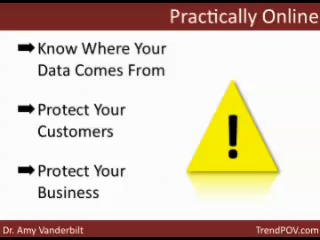 Practically Online
Know Where Your
Data Comes From
Protect Your
Customers
Protect Your
Business
!
Dr. Amy Vanderbilt
TrendPOV.com